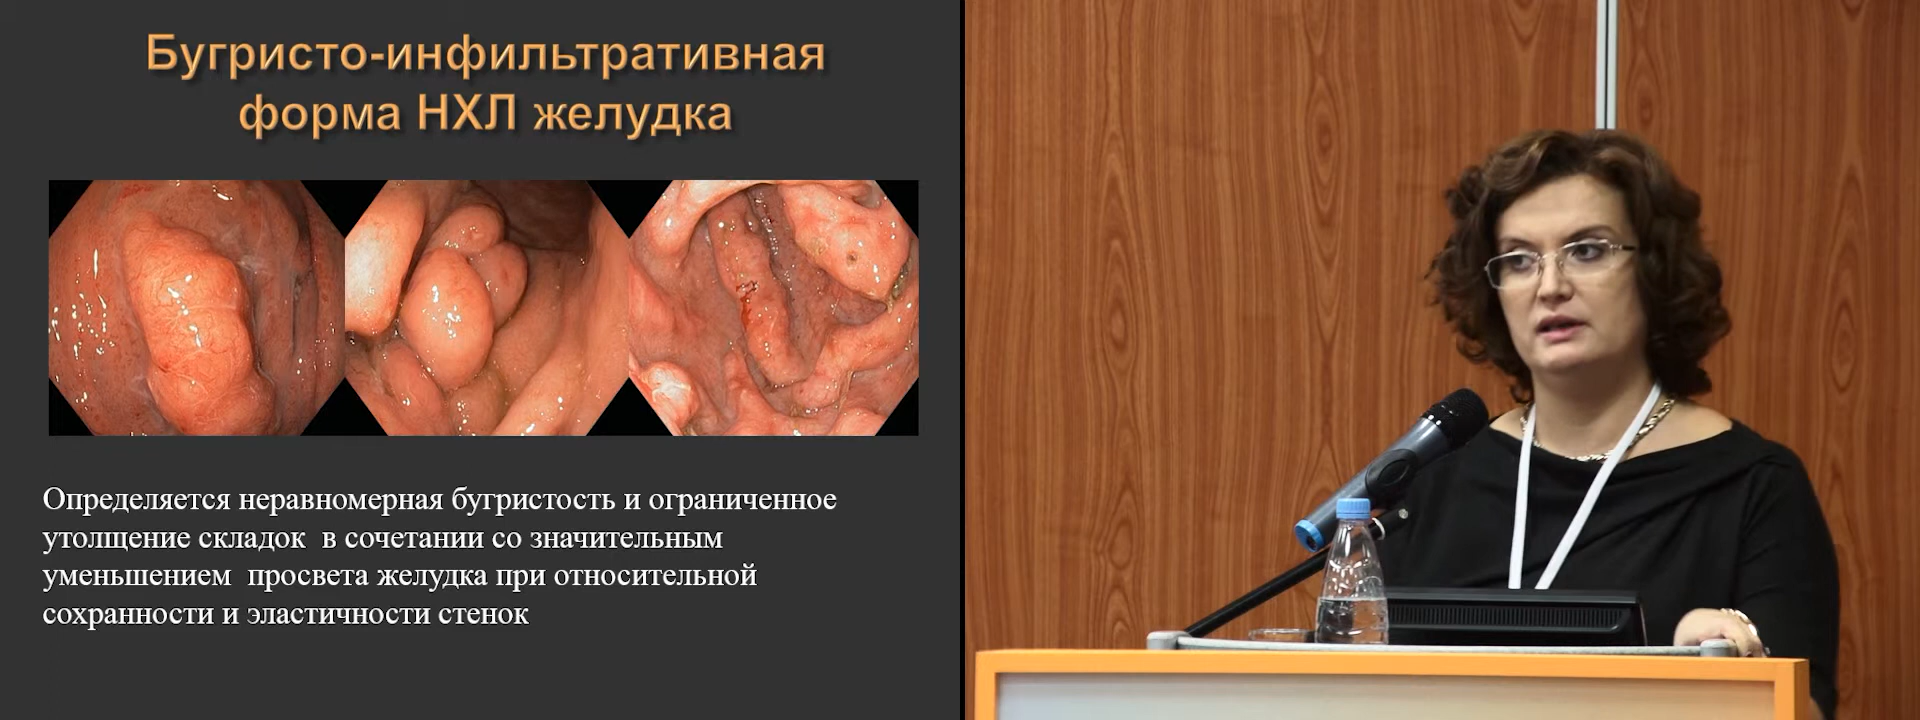 Бугристо-инфильтративная
форма НХЛ желудка
Определяется неравномерная бугристость и ограниченное
утолщение складок в сочетании со значительным
уменьшением просвета желудка при относительной
сохранности и эластичности стенок